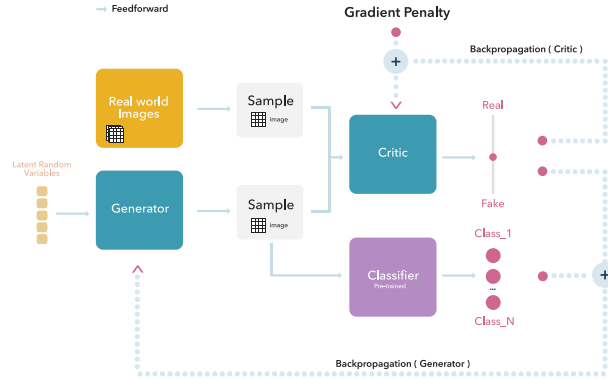 Feedforward
Gradient Penalty
+
Backpropagation ( Critic )
Real world
Images
Sample
image
Real
Critic
Latent Random
Variables
Generator
Sample
image
Fake
Class_1
Classifier
Pre-trained
...
+
Class_N
Backpropagation ( Generator )